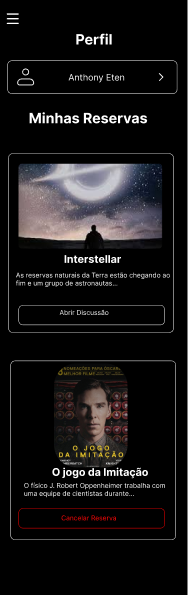 Perfil
Anthony Eten
Minhas Reservas
Interstellar
As reservas naturais da Terra estão chegando ao
fim e um grupo de astronautas...
Abrir Discussão
O JOGO
DA IMITAÇÃO
O jogo da Imitação
O físico J. Robert Oppenheimer trabalha com
uma equipe de cientistas durante...
Cancelar Reserva